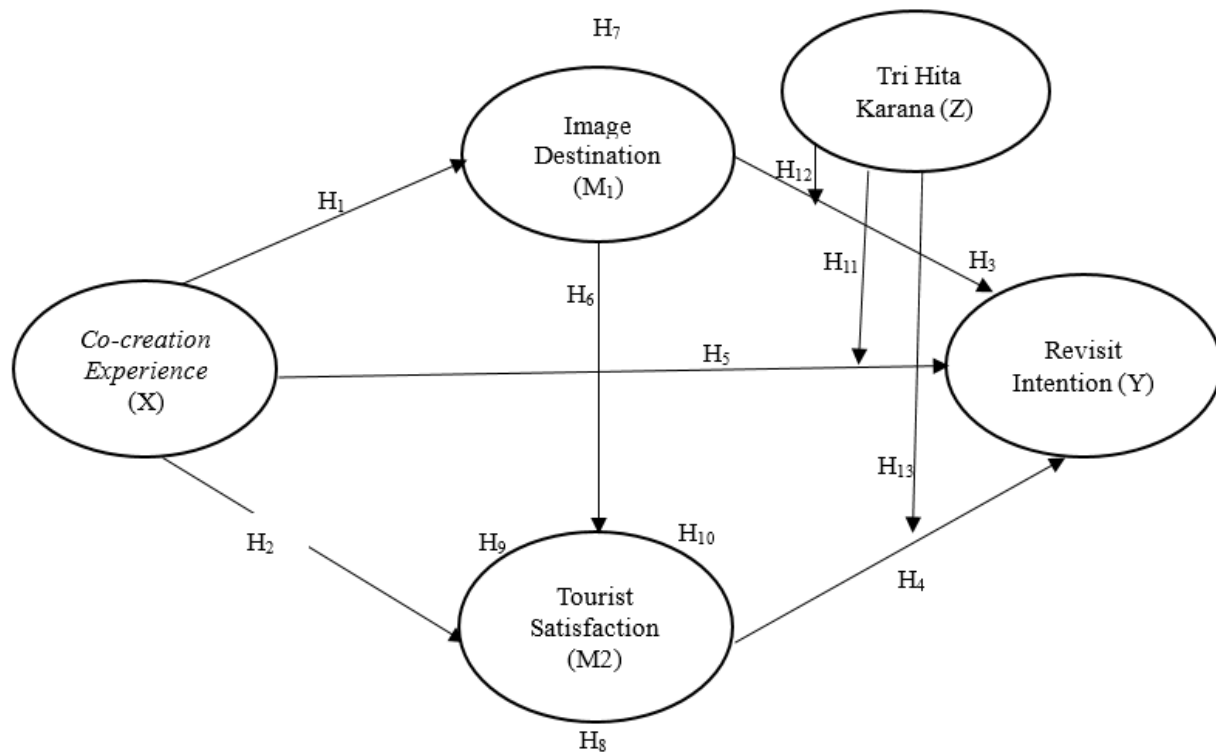 H₇
Tri Hita
Karana (Z)
Image
Destination
(M₁)
H₁₂
H₁
H₁₁
H₃
H₆
Co-creation
Experience
(X)
H₅
Revisit
Intention (Y)
H₁₃
H₂
H₉
H₁₀
H₄
Tourist
Satisfaction
(M2)
H₈